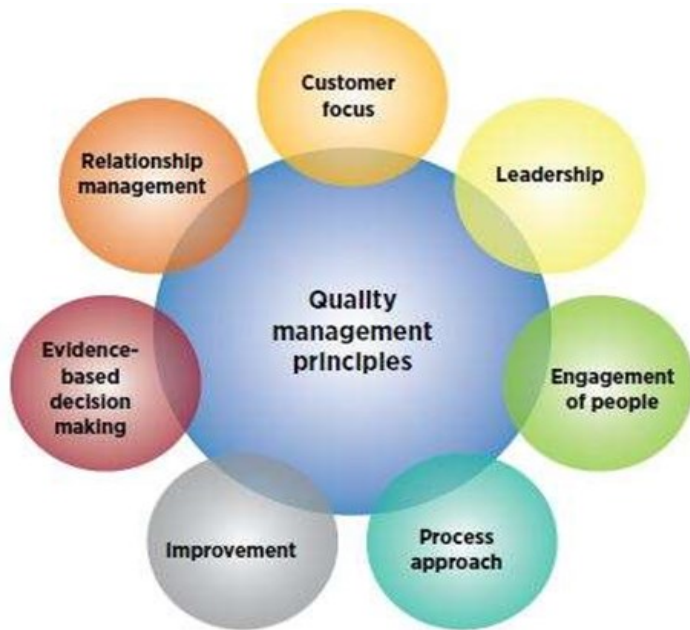 Customer
focus
Leadership
Engagement
of people
Process
approach
Improvement
Evidence-
based
decision
making
Relationship
management
Quality
management
principles